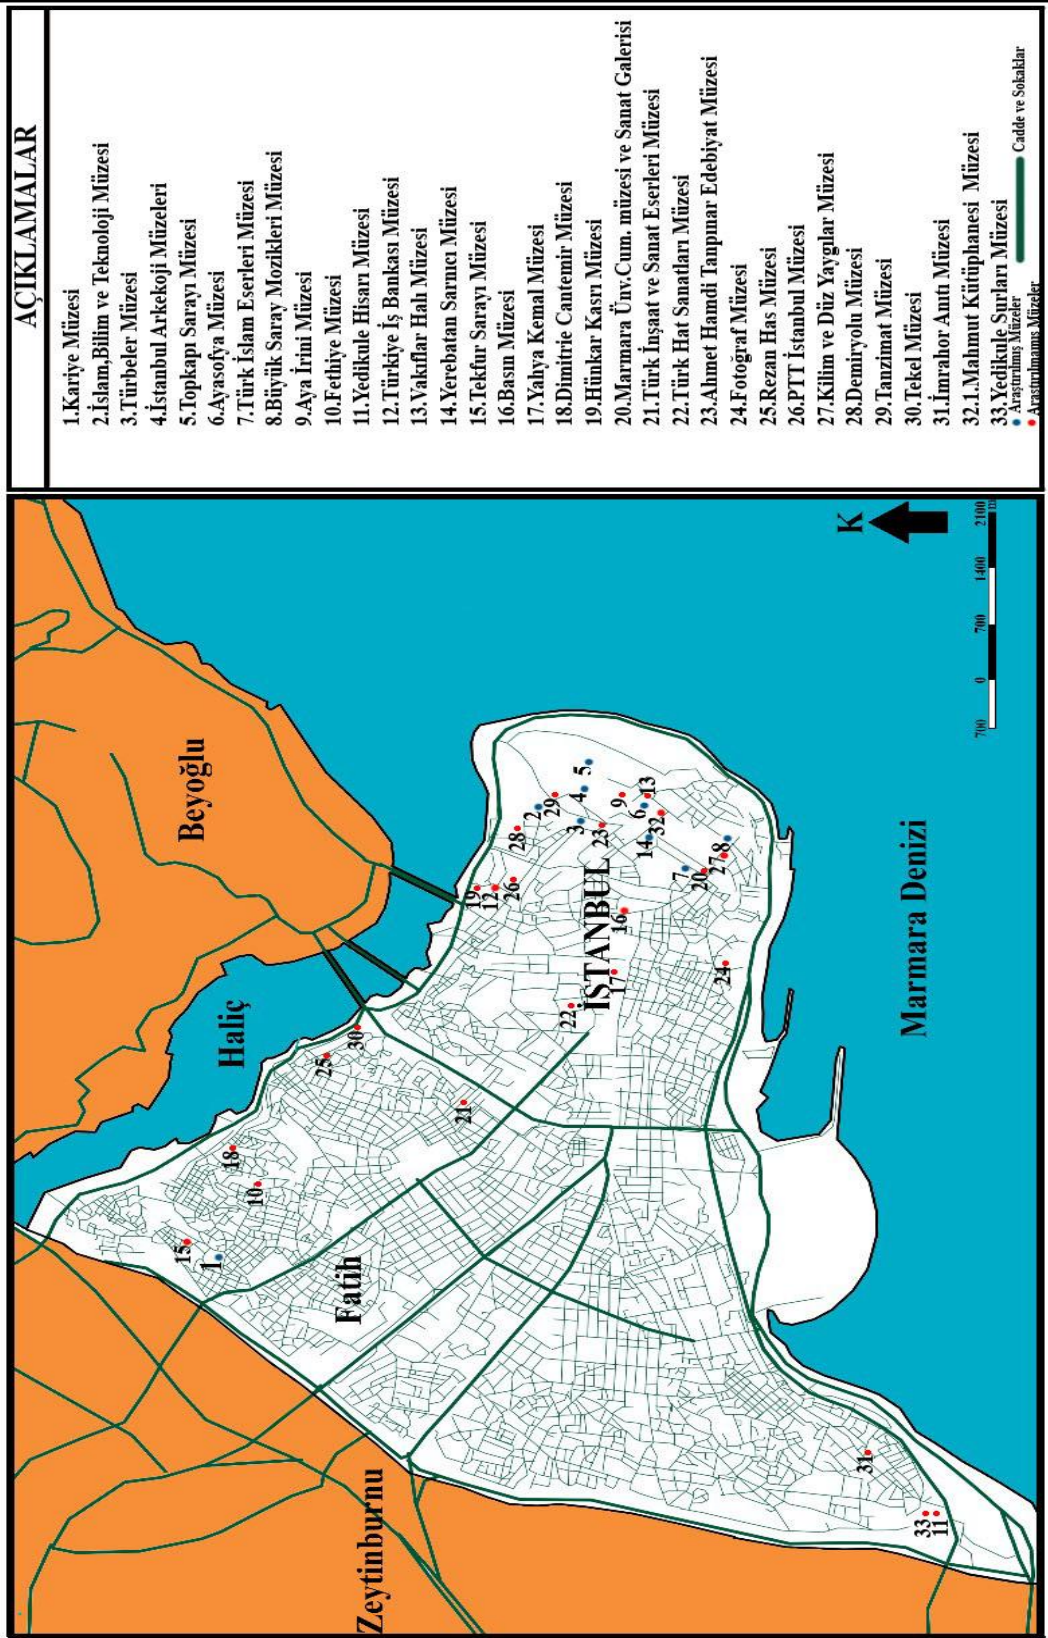 AÇIKLAMALAR
1.Kariye Müzesi
2.İslam,Bilim ve Teknoloji Müzesi
3.Türbeler Müzesi
4.İstanbul Arkekoji Müzeleri
5.Topkapı Sarayı Müzesi
6.Ayasofya Müzesi
7.Türk İslam Eserleri Müzesi
8.Büyük Saray Mozikleri Müzesi
9.Aya İrini Müzesi
10.Fethiye Müzesi
11.Yedikule Hisarı Müzesi
12.Türkiye İş Bankası Müzesi
13.Vakıflar Halı Müzesi
14.Yerebatan Sarnıcı Müzesi
15.Tekfur Sarayı Müzesi
16.Basın Müzesi
17.Yahya Kemal Müzesi
18.Dimitrie Cantemir Müzesi
19.Hünkar Kasrı Müzesi
20.Marmara Ünv.Cum. müzesi ve Sanat Galerisi
21.Türk İnşaat ve Sanat Eserleri Müzesi
22.Türk Hat Sanatları Müzesi
23.Ahmet Hamdi Tanpınar Edebiyat Müzesi
24.Fotoğraf Müzesi
25.Rezan Has Müzesi
26.PTT İstanbul Müzesi
27.Kilim ve Düz Yaygılar Müzesi
28.Demiryolu Müzesi
29.Tanzimat Müzesi
30.Tekel Müzesi
31.İmrahor Anıtı Müzesi
32.1.Mahmut Kütüphanesi Müzesi
33.Yedikule Surları Müzesi
Araştırılmış Müzeler
Araştırılmamış Müzeler
Cadde ve Sokaklar
Beyoğlu
Haliç
Zeytinburnu
Fatih
İSTANBUL
Marmara Denizi
K
700 0 700 1400 2100
m
15
1
18
10
25
30
21
19
12
26
28
2
29
3
4
5
23
9
6
13
32
14
7
20
27
8
16
17
22
24
31
33
11